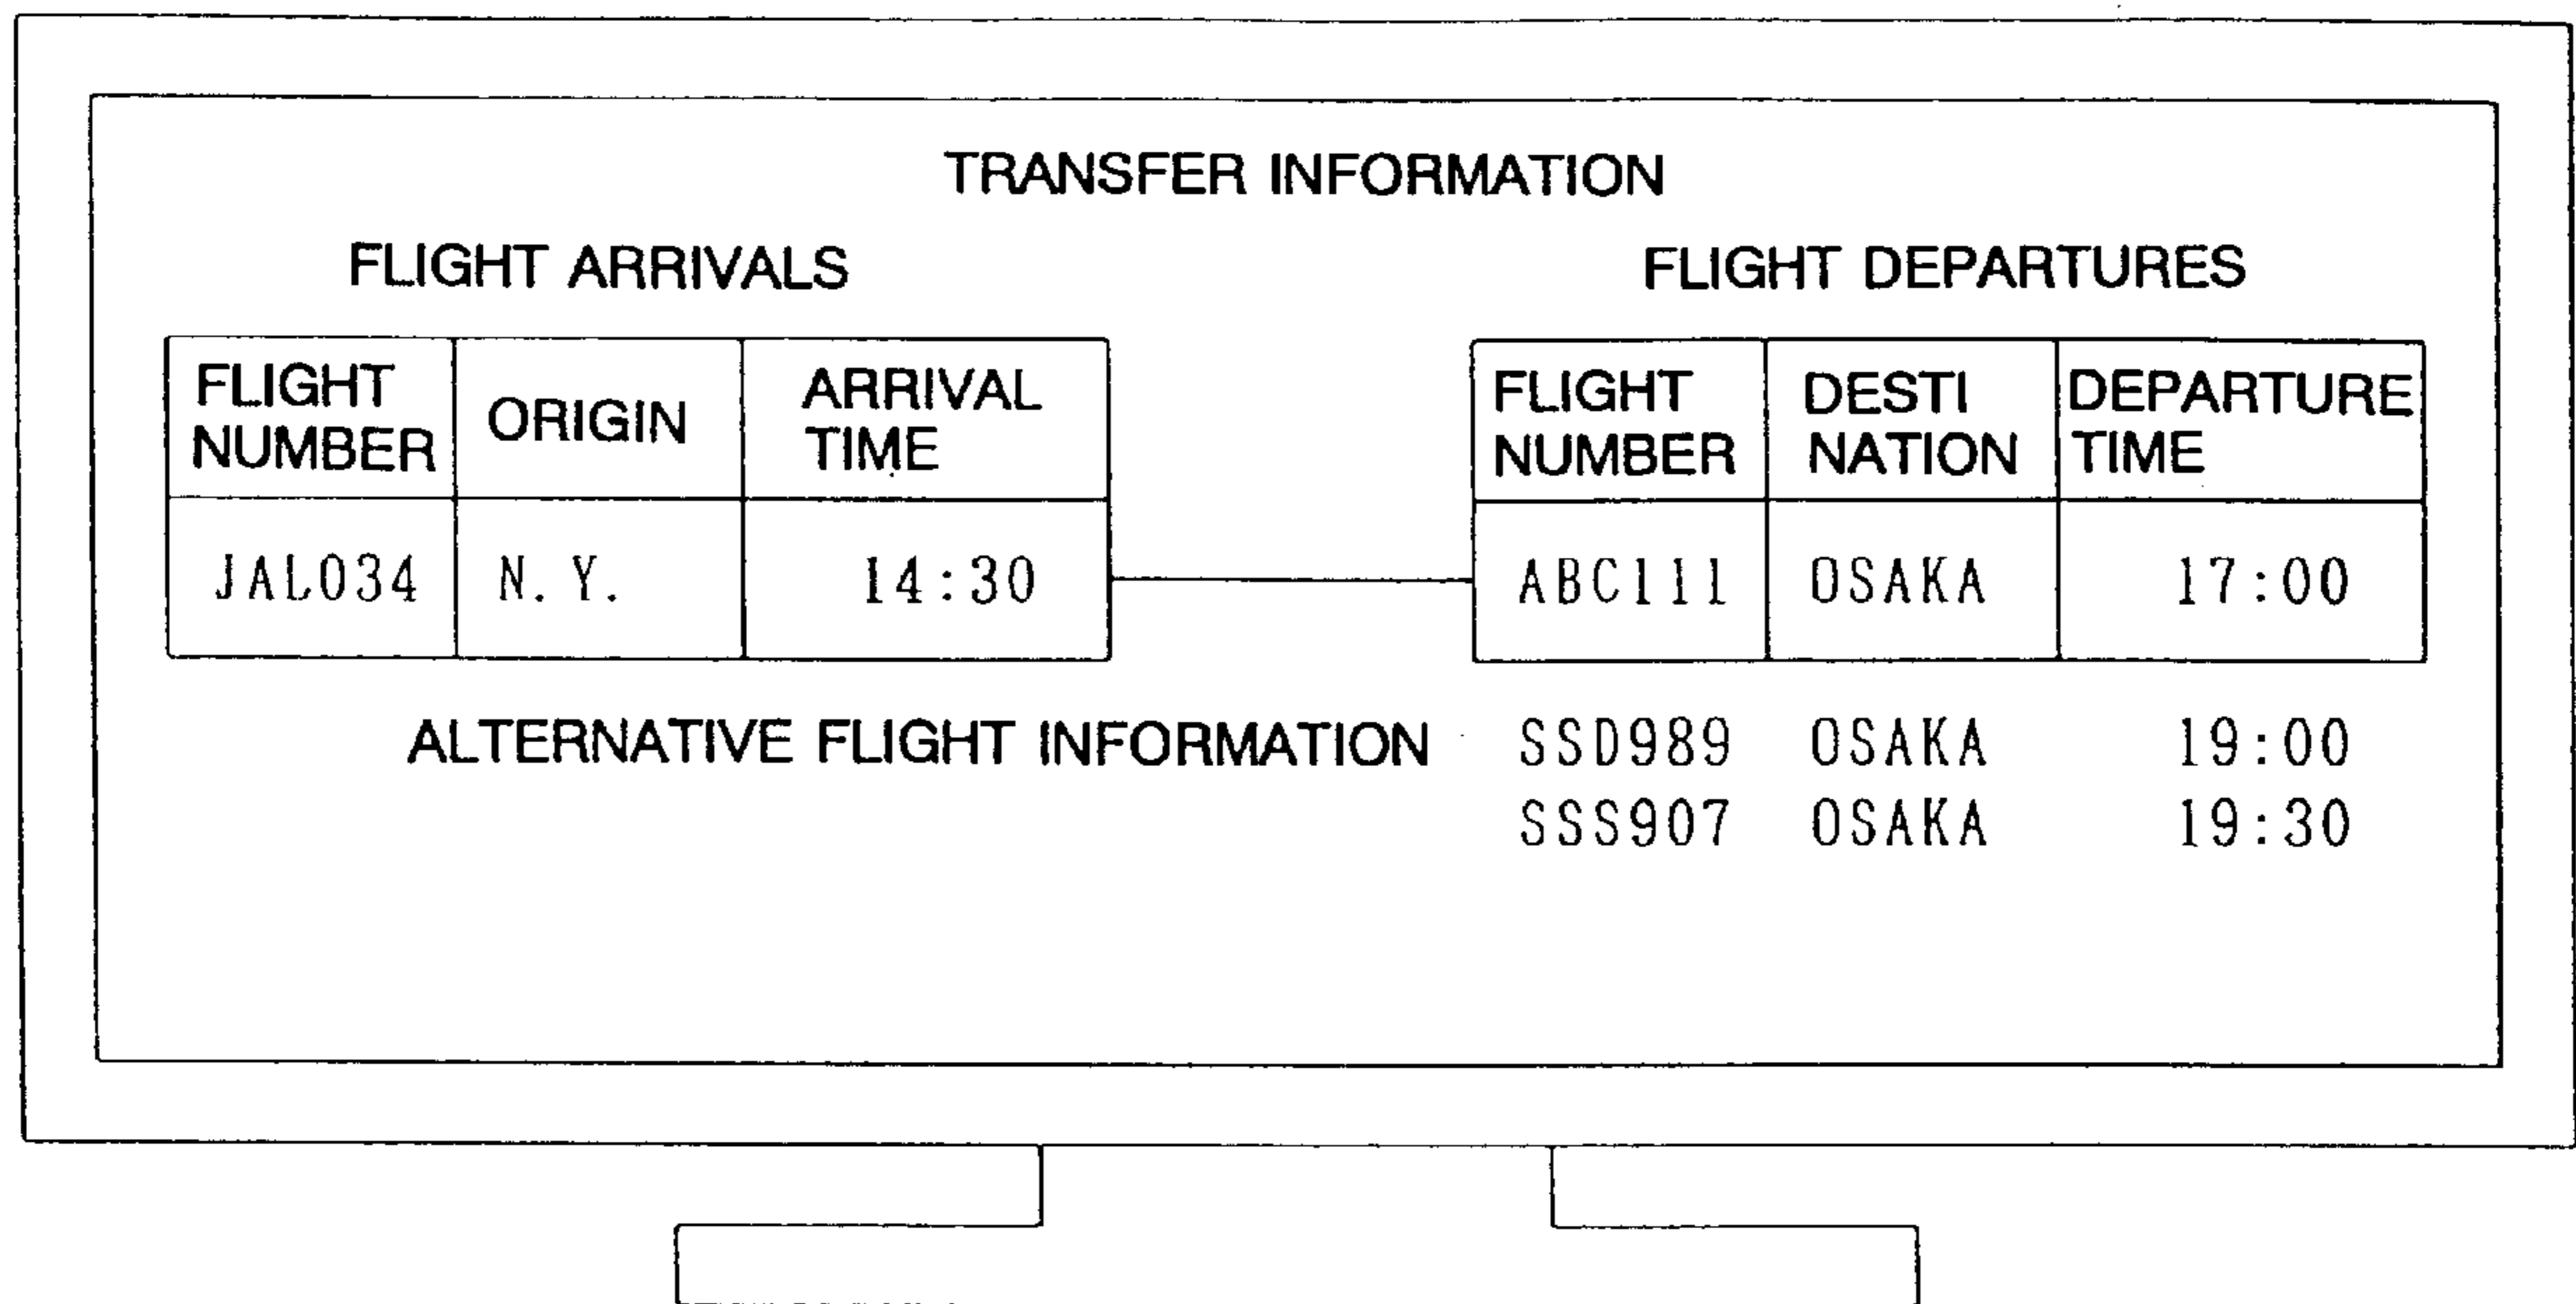 TRANSFER INFORMATION
FLIGHT ARRIVALS
FLIGHT DEPARTURES
FLIGHT NUMBER ORIGIN ARRIVAL TIME
JAL034 N.Y. 14:30
FLIGHT NUMBER DESTI NATION DEPARTURE TIME
ABC111 OSAKA 17:00
ALTERNATIVE FLIGHT INFORMATION SSD989 OSAKA 19:00
SSS907 OSAKA 19:30